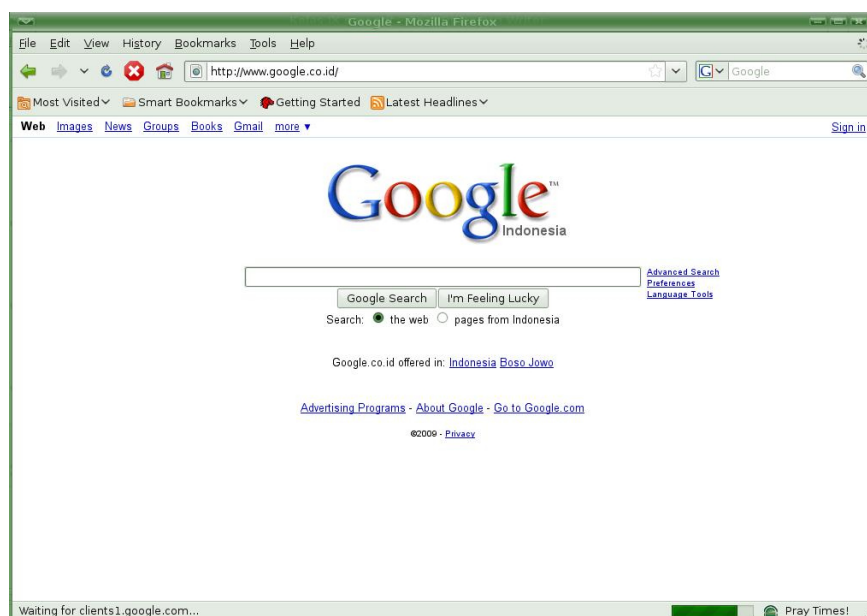 Google - Mozilla Firefox
File Edit View History Bookmarks Tools Help
http://www.google.co.id/ G Google
Most Visited Smart Bookmarks Getting Started Latest Headlines
Web Images News Groups Books Gmail more ▼ Sign in
Google™
Indonesia
Advanced Search
Preferences
Language Tools
Google Search I'm Feeling Lucky
Search: the web pages from Indonesia
Google.co.id offered in: Indonesia Boso Jowo
Advertising Programs - About Google - Go to Google.com
©2009 - Privacy
Waiting for clients1.google.com... Pray Times!